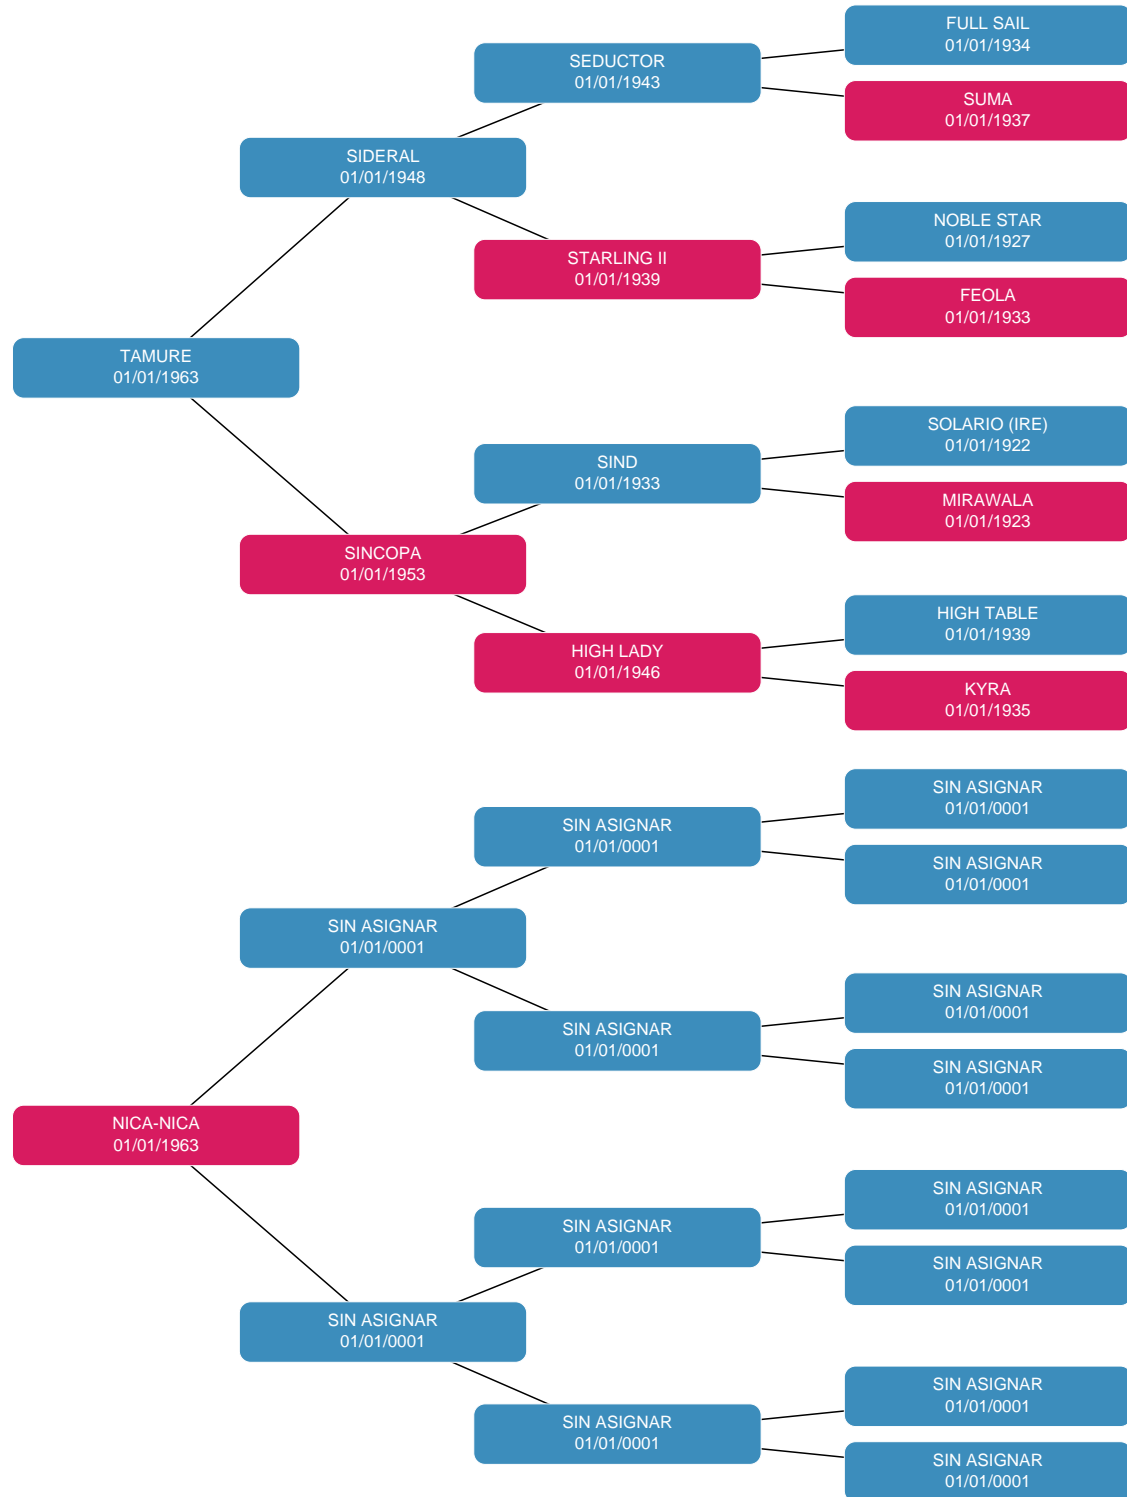 FULL SAIL
01/01/1934
SEDUCTOR
01/01/1943
SUMA
01/01/1937
SIDERAL
01/01/1948
NOBLE STAR
01/01/1927
STARLING II
01/01/1939
FEOLA
01/01/1933
TAMURE
01/01/1963
SOLARIO (IRE)
01/01/1922
SIND
01/01/1933
MIRAWALA
01/01/1923
SINCOPA
01/01/1953
HIGH TABLE
01/01/1939
HIGH LADY
01/01/1946
KYRA
01/01/1935
SIN ASIGNAR
01/01/0001
SIN ASIGNAR
01/01/0001
SIN ASIGNAR
01/01/0001
SIN ASIGNAR
01/01/0001
SIN ASIGNAR
01/01/0001
SIN ASIGNAR
01/01/0001
SIN ASIGNAR
01/01/0001
NICA-NICA
01/01/1963
SIN ASIGNAR
01/01/0001
SIN ASIGNAR
01/01/0001
SIN ASIGNAR
01/01/0001
SIN ASIGNAR
01/01/0001
SIN ASIGNAR
01/01/0001
SIN ASIGNAR
01/01/0001
SIN ASIGNAR
01/01/0001